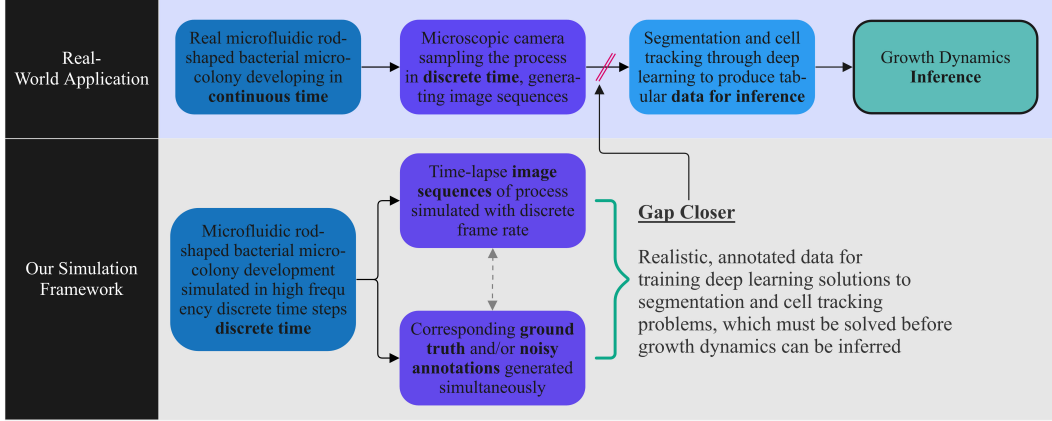 Real-
World Application
Real microfluidic rod-
shaped bacterial micro-
colony developing in
continuous time
Microscopic camera
sampling the process
in discrete time, genera-
ting image sequences
Segmentation and cell
tracking through deep
learning to produce tab-
ular data for inference
Growth Dynamics
Inference
Our Simulation
Framework
Microfluidic rod-
shaped bacterial micro-
colony development
simulated in high frequ
ency discrete time steps
discrete time
Time-lapse image
sequences of process
simulated with discrete
frame rate
Corresponding ground
truth and/or noisy
annotations generated
simultaneously
Gap Closer
Realistic, annotated data for
training deep learning solutions to
segmentation and cell tracking
problems, which must be solved before
growth dynamics can be inferred